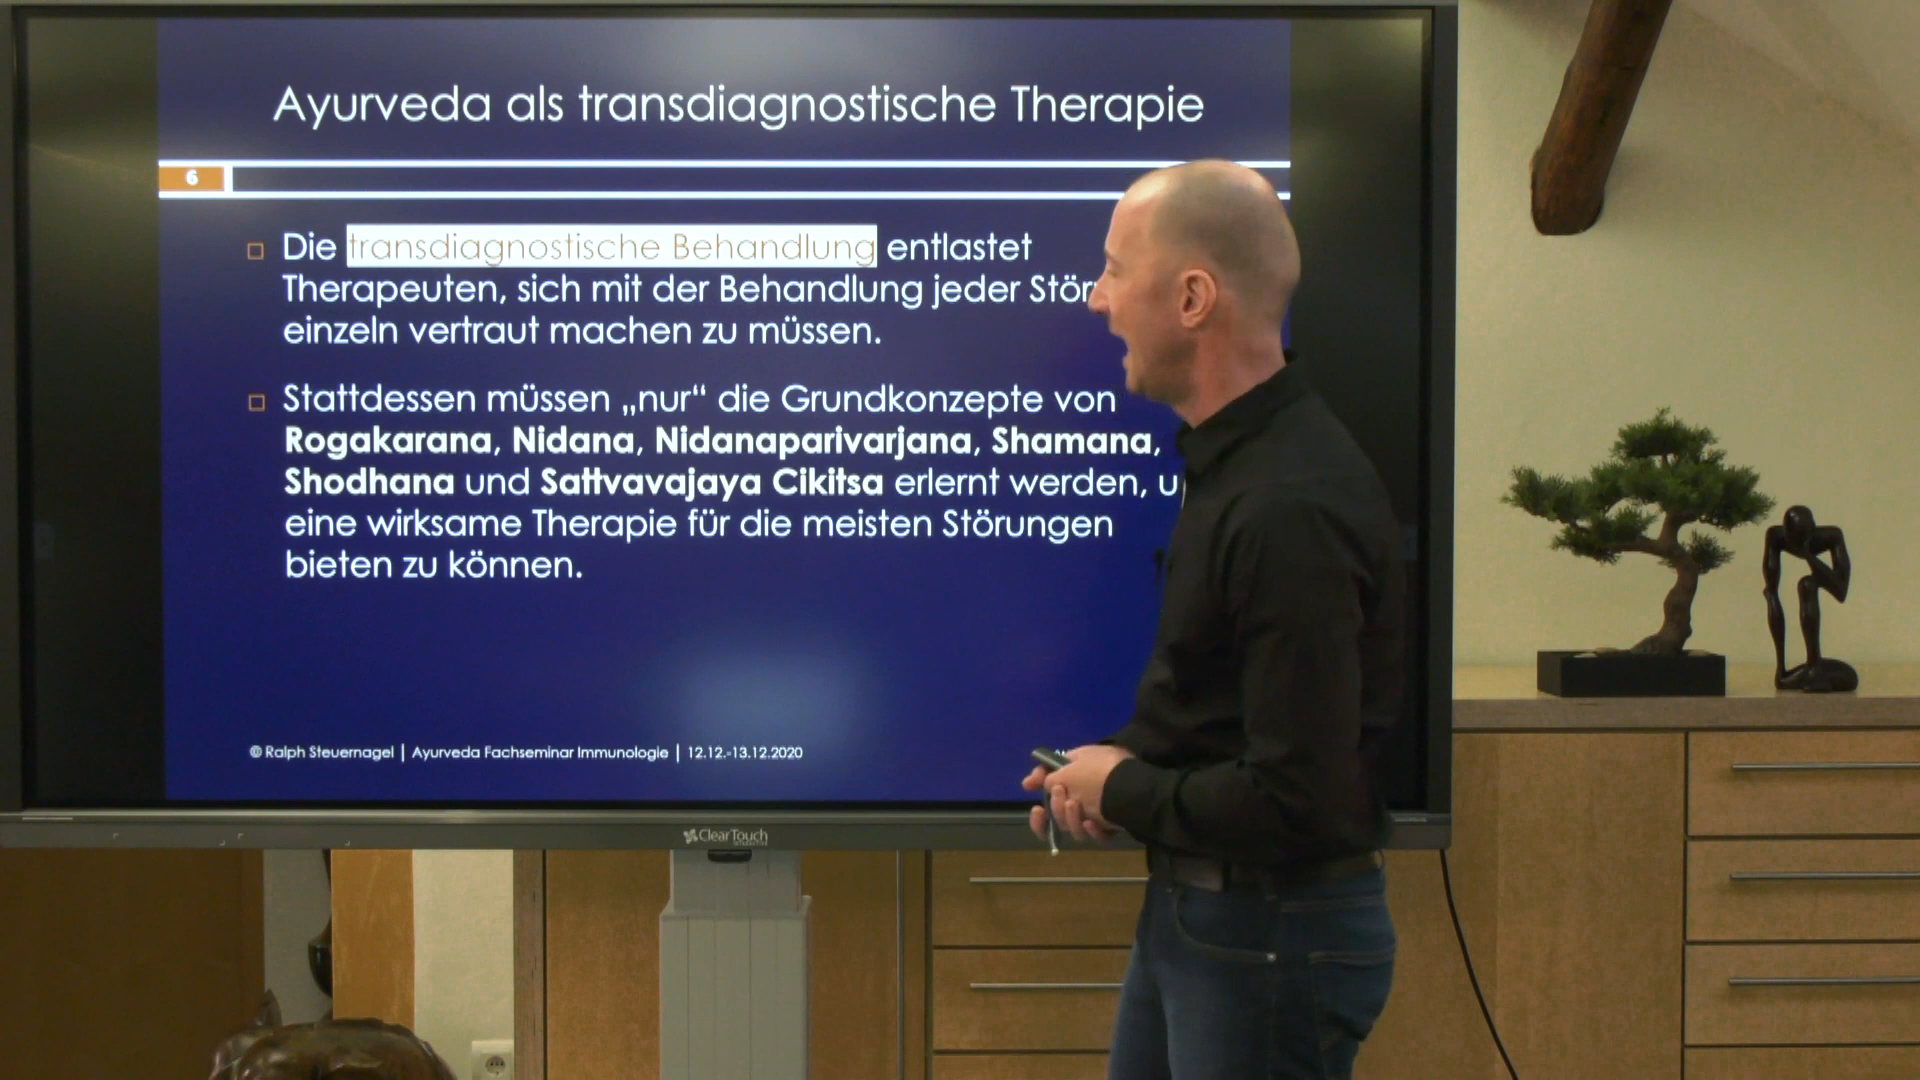 Ayurveda als transdiagnostische Therapie
6
Die transdiagnostische Behandlung entlastet
Therapeuten, sich mit der Behandlung jeder
einzeln vertraut machen zu müssen.
Stattdessen müssen „nur“ die Grundkonzepte von
Rogakarana, Nidana, Nidanaparivarjana, Shamana,
Shodhana und Sattvavajaya Cikitsa erlernt werden,
eine wirksame Therapie für die meisten Störungen
bieten zu können.
© Ralph Steuernagel | Ayurveda Fachseminar Immunologie | 12.12.-13.12.2020
ClearTouch